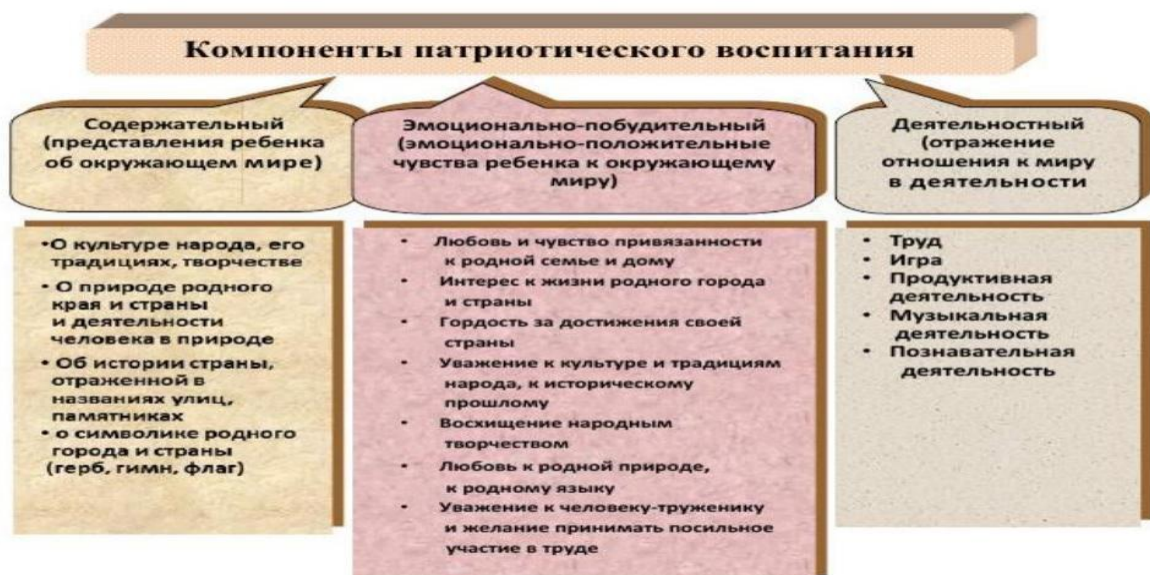 Компоненты патриотического воспитания
Содержательный
(представления ребенка
об окружающем мире)
•О культуре народа, его
традициях, творчестве
• О природе родного
края и страны
и деятельности
человека в природе
• Об истории страны,
отраженной в
названиях улиц,
памятниках
• о символике родного
города и страны
(герб, гимн, флаг)
Эмоционально-побудительный
(эмоционально-положительные
чувства ребенка к окружающему
миру)
• Любовь и чувство привязанности
к родной семье и дому
• Интерес к жизни родного города
и страны
• Гордость за достижения своей
страны
• Уважение к культуре и традициям
народа, к историческому
прошлому
• Восхищение народным
творчеством
• Любовь к родной природе,
к родному языку
• Уважение к человеку-труженику
и желание принимать посильное
участие в труде
Деятельностный
(отражение
отношения к миру
в деятельности
• Труд
• Игра
• Продуктивная
деятельность
• Музыкальная
деятельность
• Познавательная
деятельность